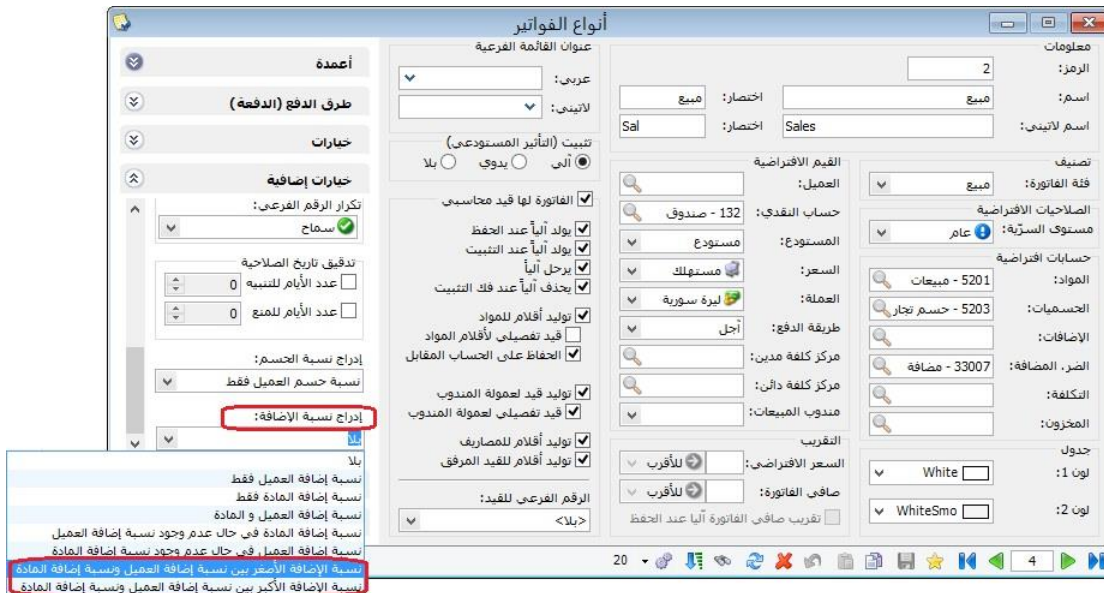 أنواع الفواتير
معلومات
الرمز: 2
اسم: مبيع اختصار: مبيع
اسم لاتيني: Sales اختصار: Sal
تصنيف
فئة الفاتورة: مبيع
الصلاحيات الافتراضية
مستوى السرّية: عام
حسابات افتراضية
المواد: 5201 - مبيعات
الحسميات: 5203 - حسم تجار
الإضافات:
الضر. المضافة: 33007 - مضافة
التكلفة:
المخزون:
جدول
لون 1: White
لون 2: WhiteSmo
القيم الافتراضية
العميل:
حساب النقدي: 132 - صندوق
المستودع: مستودع
السعر: مستهلك
العملة: ليرة سورية
طريقة الدفع: آجل
مركز كلفة مدين:
مركز كلفة دائن:
مندوب المبيعات:
التقريب
السعر الافتراضي: للأقرب
صافي الفاتورة: للأقرب
تقريب صافي الفاتورة آليا عند الحفظ
عنوان القائمة الفرعية
عربي:
لاتيني:
تثبيت (التأثير المستودعي)
آلي يدوي بلا
الفاتورة لها قيد محاسبي
يولد آلياً عند الحفظ
يولد آلياً عند التثبيت
يرحل آلياً
يحذف آلياً عند فك التثبيت
توليد أقلام للمواد
قيد تفصيلي لأقلام المواد
الحفاظ على الحساب المقابل
توليد قيد لعمولة المندوب
قيد تفصيلي لعمولة المندوب
توليد أقلام للمصاريف
توليد أقلام للقيد المرفق
الرقم الفرعي للقيد:
<بلا>
أعمدة
طرق الدفع (الدفعة)
خيارات
خيارات إضافية
تكرار الرقم الفرعي:
سماح
تدقيق تاريخ الصلاحية
عدد الأيام للتنبيه 0
عدد الأيام للمنع 0
إدراج نسبة الحسم:
نسبة حسم العميل فقط
إدراج نسبة الإضافة:
بلا
بلا
نسبة إضافة العميل فقط
نسبة إضافة المادة فقط
نسبة إضافة العميل و المادة
نسبة إضافة المادة في حال عدم وجود نسبة إضافة العميل
نسبة إضافة العميل في حال عدم وجود نسبة إضافة المادة
نسبة الإضافة الأصغر بين نسبة إضافة العميل ونسبة إضافة المادة
نسبة الإضافة الأكبر بين نسبة إضافة العميل ونسبة إضافة المادة
20 4